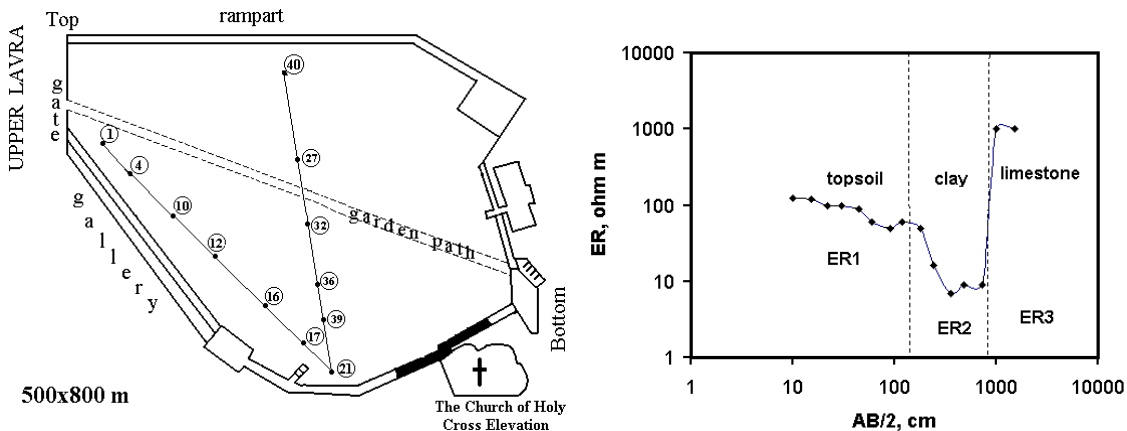 Top
rampart
UPPER LAVRA
gate
40
1
27
4
10
32
garden path
12
gallery
36
16
39
17
21
Bottom
500x800 m
The Church of Holy
Cross Elevation
10000
1000
100
10
1
ER, ohm m
topsoil
clay
limestone
ER1
ER2
ER3
1
10
100
1000
10000
AB/2, cm